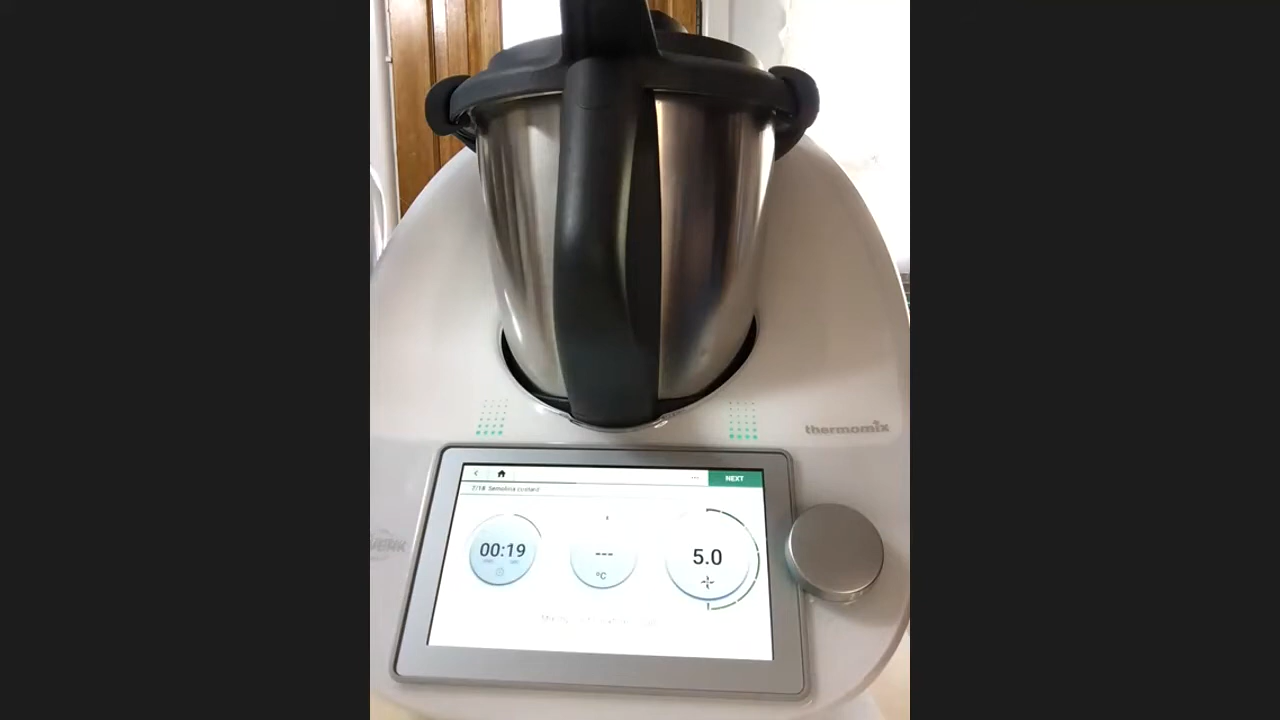 thermomix
NEXT
7/18 Semolina custard
00:19
---
°C
5.0